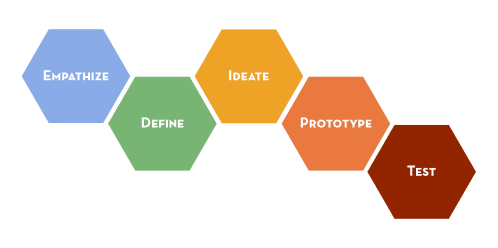 Empathize
Define
Ideate
Prototype
Test